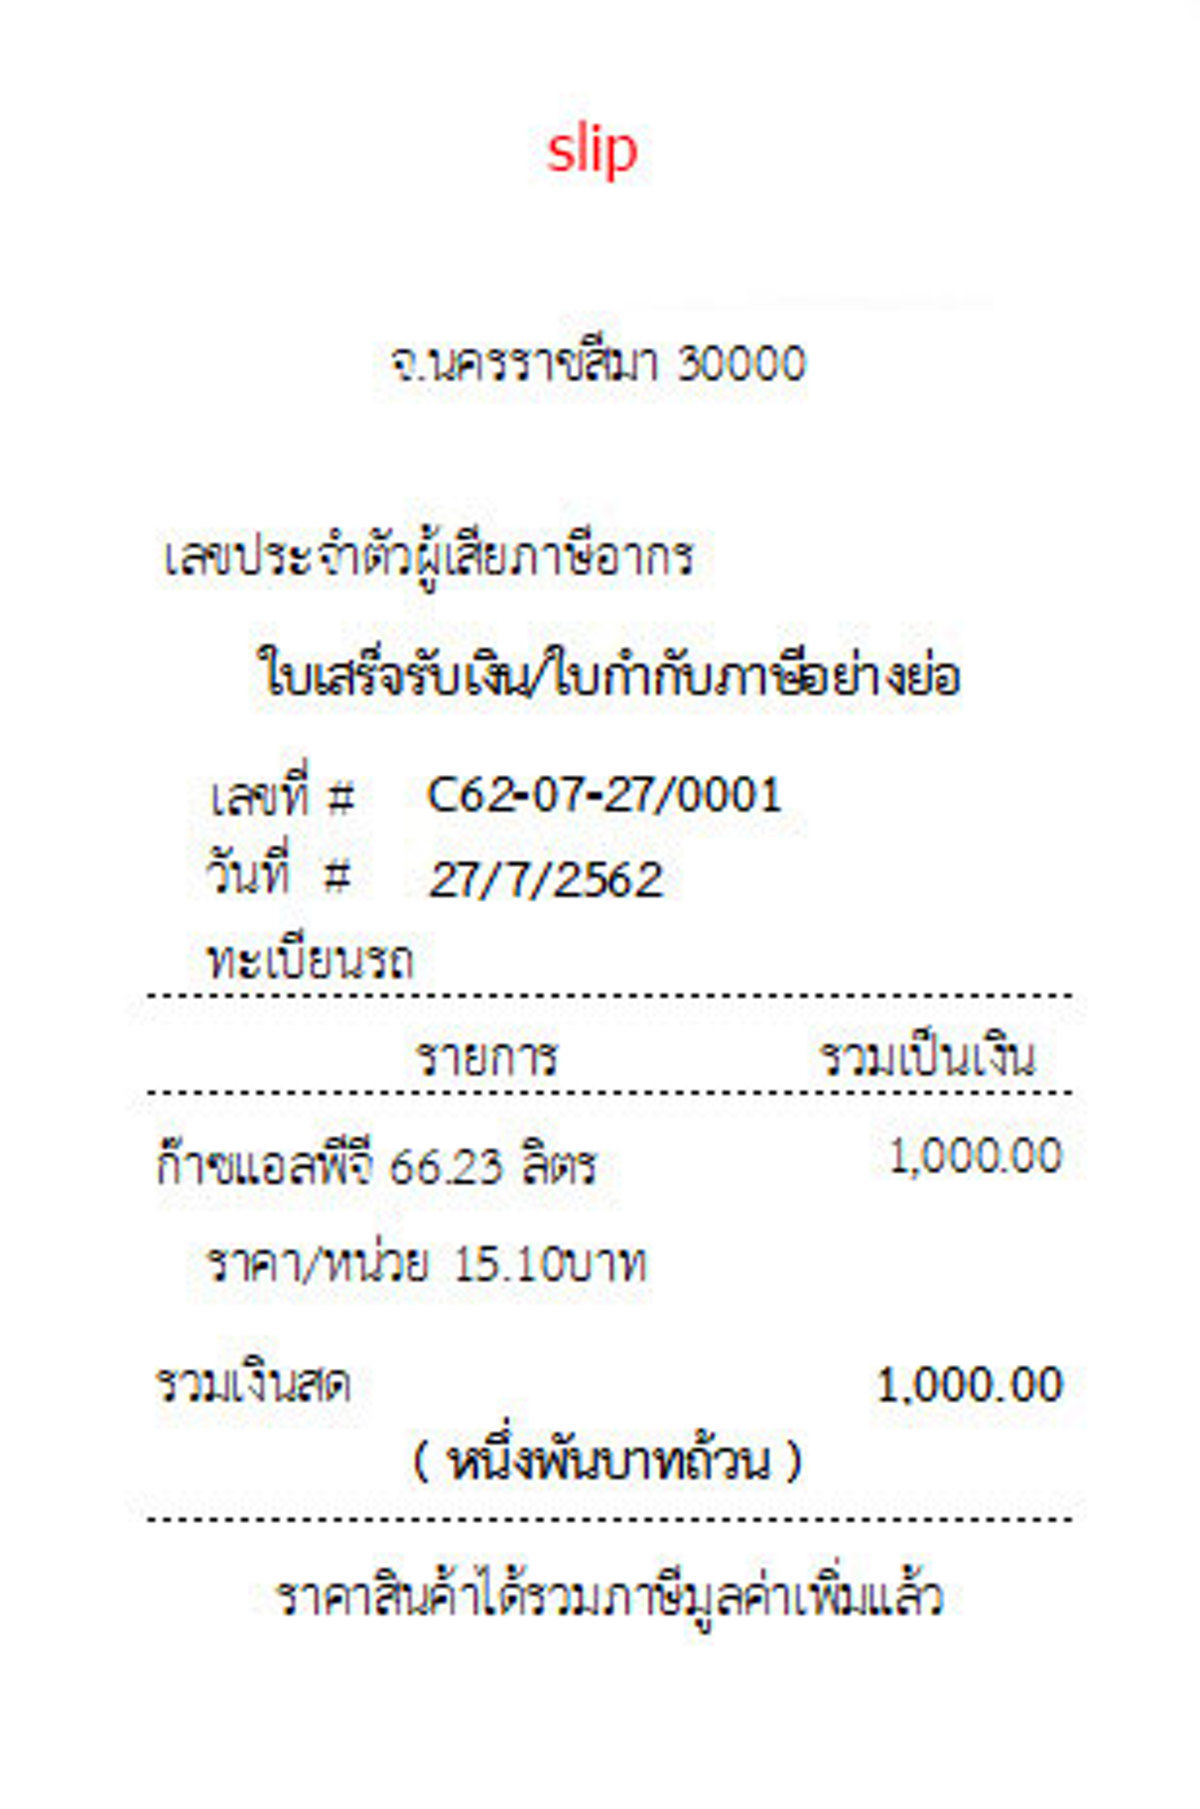 slip
จ.นครราชสีมา 30000
เลขประจำตัวผู้เสียภาษีอากร
ใบเสร็จรับเงิน/ใบกำกับภาษีอย่างย่อ
เลขที่ # C62-07-27/0001
วันที่ # 27/7/2562
ทะเบียนรถ
รายการ รวมเป็นเงิน
ก๊าซแอลพีจี 66.23 ลิตร 1,000.00
ราคา/หน่วย 15.10บาท
รวมเงินสด 1,000.00
( หนึ่งพันบาทถ้วน )
ราคาสินค้าได้รวมภาษีมูลค่าเพิ่มแล้ว